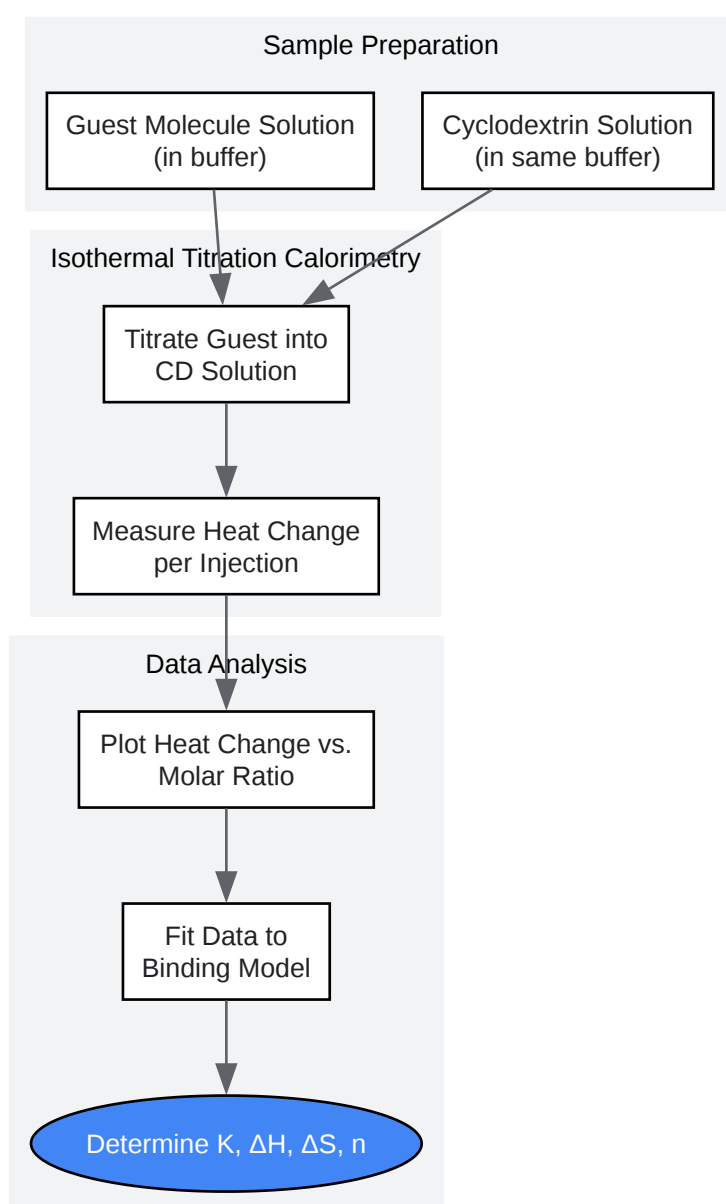 Sample Preparation
Guest Molecule Solution
(in buffer)
Cyclodextrin Solution
(in same buffer)
Isothermal Titration Calorimetry
Titrate Guest into
CD Solution
Measure Heat Change
per Injection
Data Analysis
Plot Heat Change vs.
Molar Ratio
Fit Data to
Binding Model
Determine K, ΔH, ΔS, n